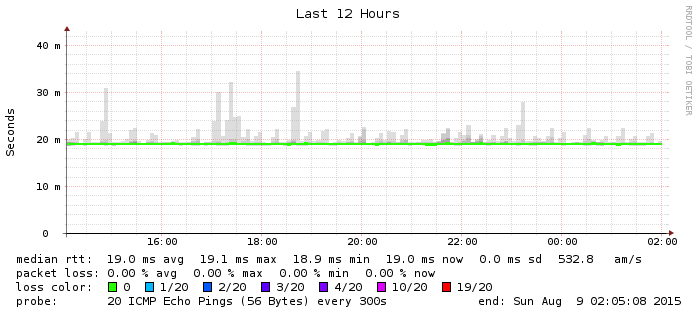 Last 12 Hours
RRDTOOL / TOBI OETIKER
Seconds
40 m
30 m
20 m
10 m
0
16:00 18:00 20:00 22:00 00:00 02:00
median rtt: 19.0 ms avg 19.1 ms max 18.9 ms min 19.0 ms now 0.0 ms sd 532.8 am/s
packet loss: 0.00 % avg 0.00 % max 0.00 % min 0.00 % now
loss color: 0 1/20 2/20 3/20 4/20 10/20 19/20
probe: 20 ICMP Echo Pings (56 Bytes) every 300s end: Sun Aug 9 02:05:08 2015